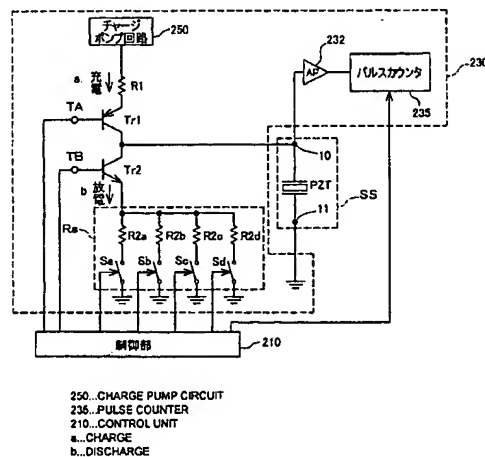 チャージ
ポンプ回路
250
a. 充電
R1
232
AP
パルスカウンタ
230
235
TA
Tr1
10
TB
Tr2
b 放電
PZT
SS
11
Ra
R2a
R2b
R2c
R2d
Sa
Sb
Sc
Sd
制御部
210
250...CHARGE PUMP CIRCUIT
235...PULSE COUNTER
210...CONTROL UNIT
a...CHARGE
b...DISCHARGE